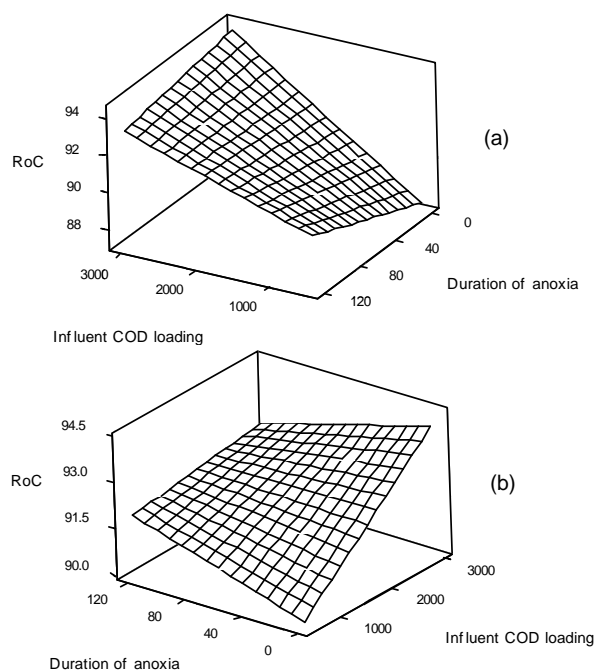 94
(a)
92
RoC
90
0
88
40
80
3000
Duration of anoxia
120
2000
1000
Influent COD loading
94.5
RoC
93.0
(b)
91.5
90.0
3000
120
2000
80
1000
40
Influent COD loading
0
Duration of anoxia